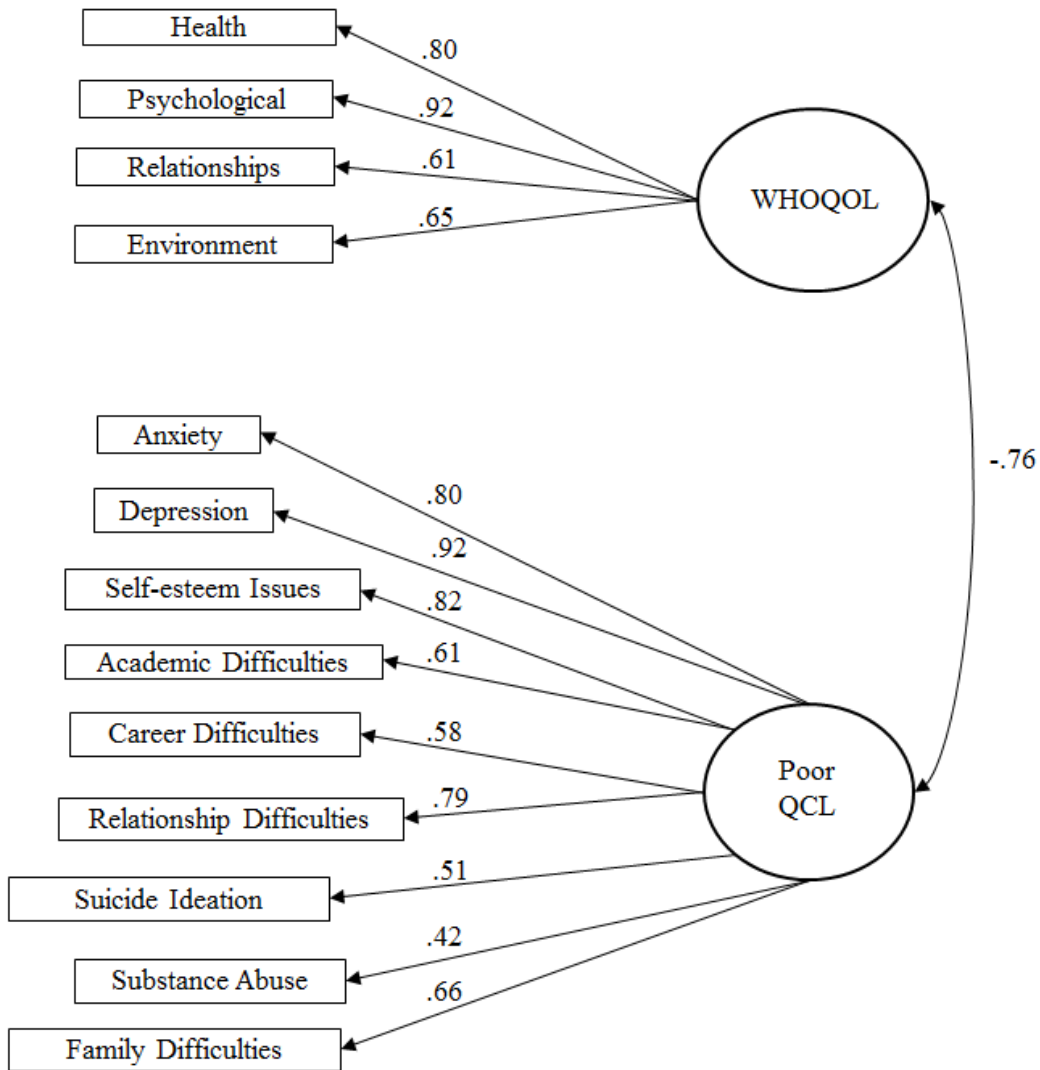 Health
.80
Psychological
.92
Relationships
.61
WHOQOL
.65
Environment
Anxiety
-.76
.80
Depression
.92
Self-esteem Issues
.82
Academic Difficulties
.61
Career Difficulties
.58
Poor
QCL
.79
Relationship Difficulties
.51
Suicide Ideation
.42
Substance Abuse
.66
Family Difficulties